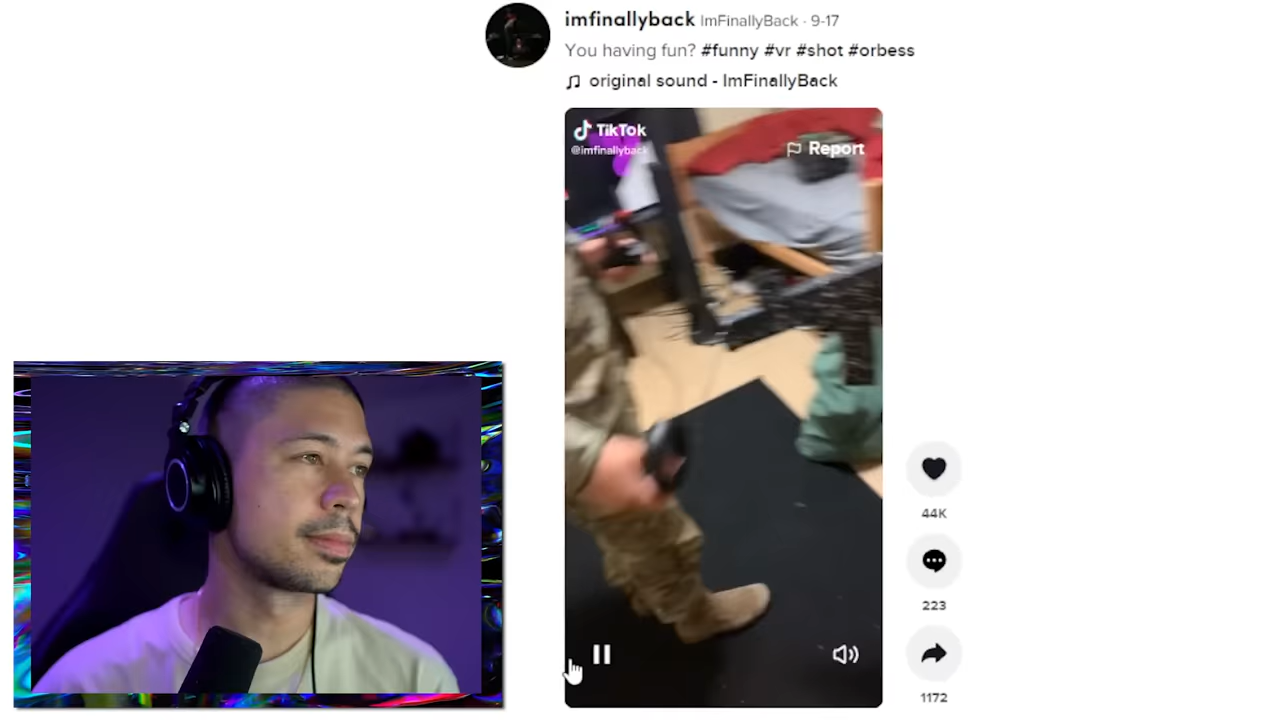 imfinallyback ImFinallyBack · 9-17
You having fun? #funny #vr #shot #orbess
original sound - ImFinallyBack
TikTok
@imfinallyback
Report
44K
223
1172